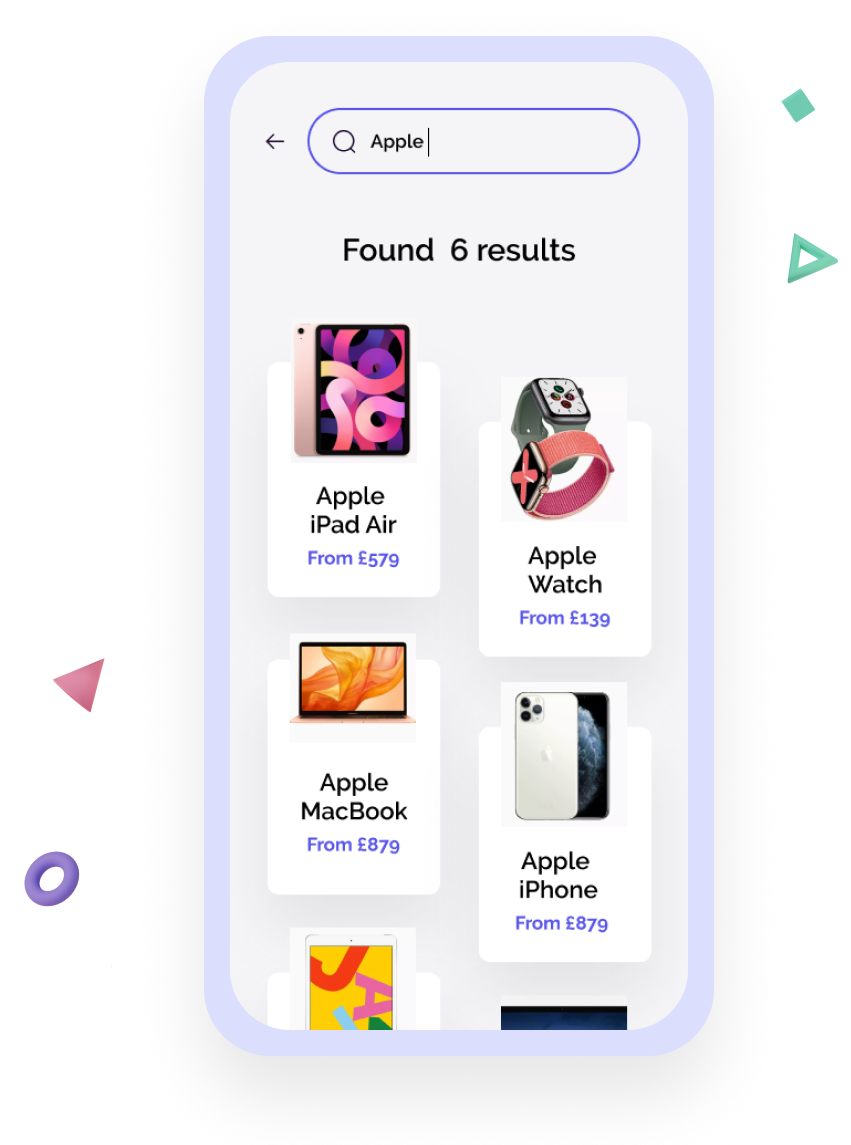 Apple
Found 6 results
Apple
iPad Air
From £579
Apple
Watch
From £139
Apple
MacBook
From £879
Apple
iPhone
From £879